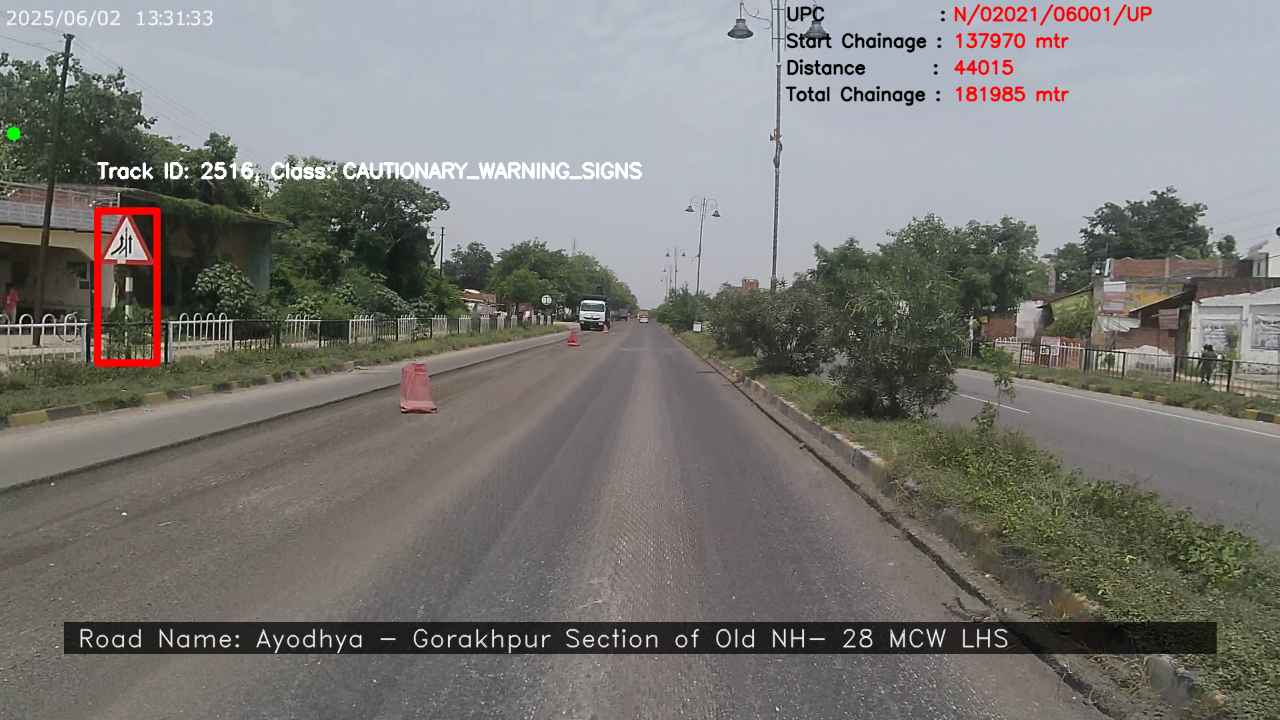 2025/06/02 13:31:33
UPC : N/02021/06001/UP
Start Chainage : 137970 mtr
Distance : 44015
Total Chainage : 181985 mtr
Track ID: 2516, Class: CAUTIONARY_WARNING_SIGNS
Road Name: Ayodhya - Gorakhpur Section of Old NH- 28 MCW LHS